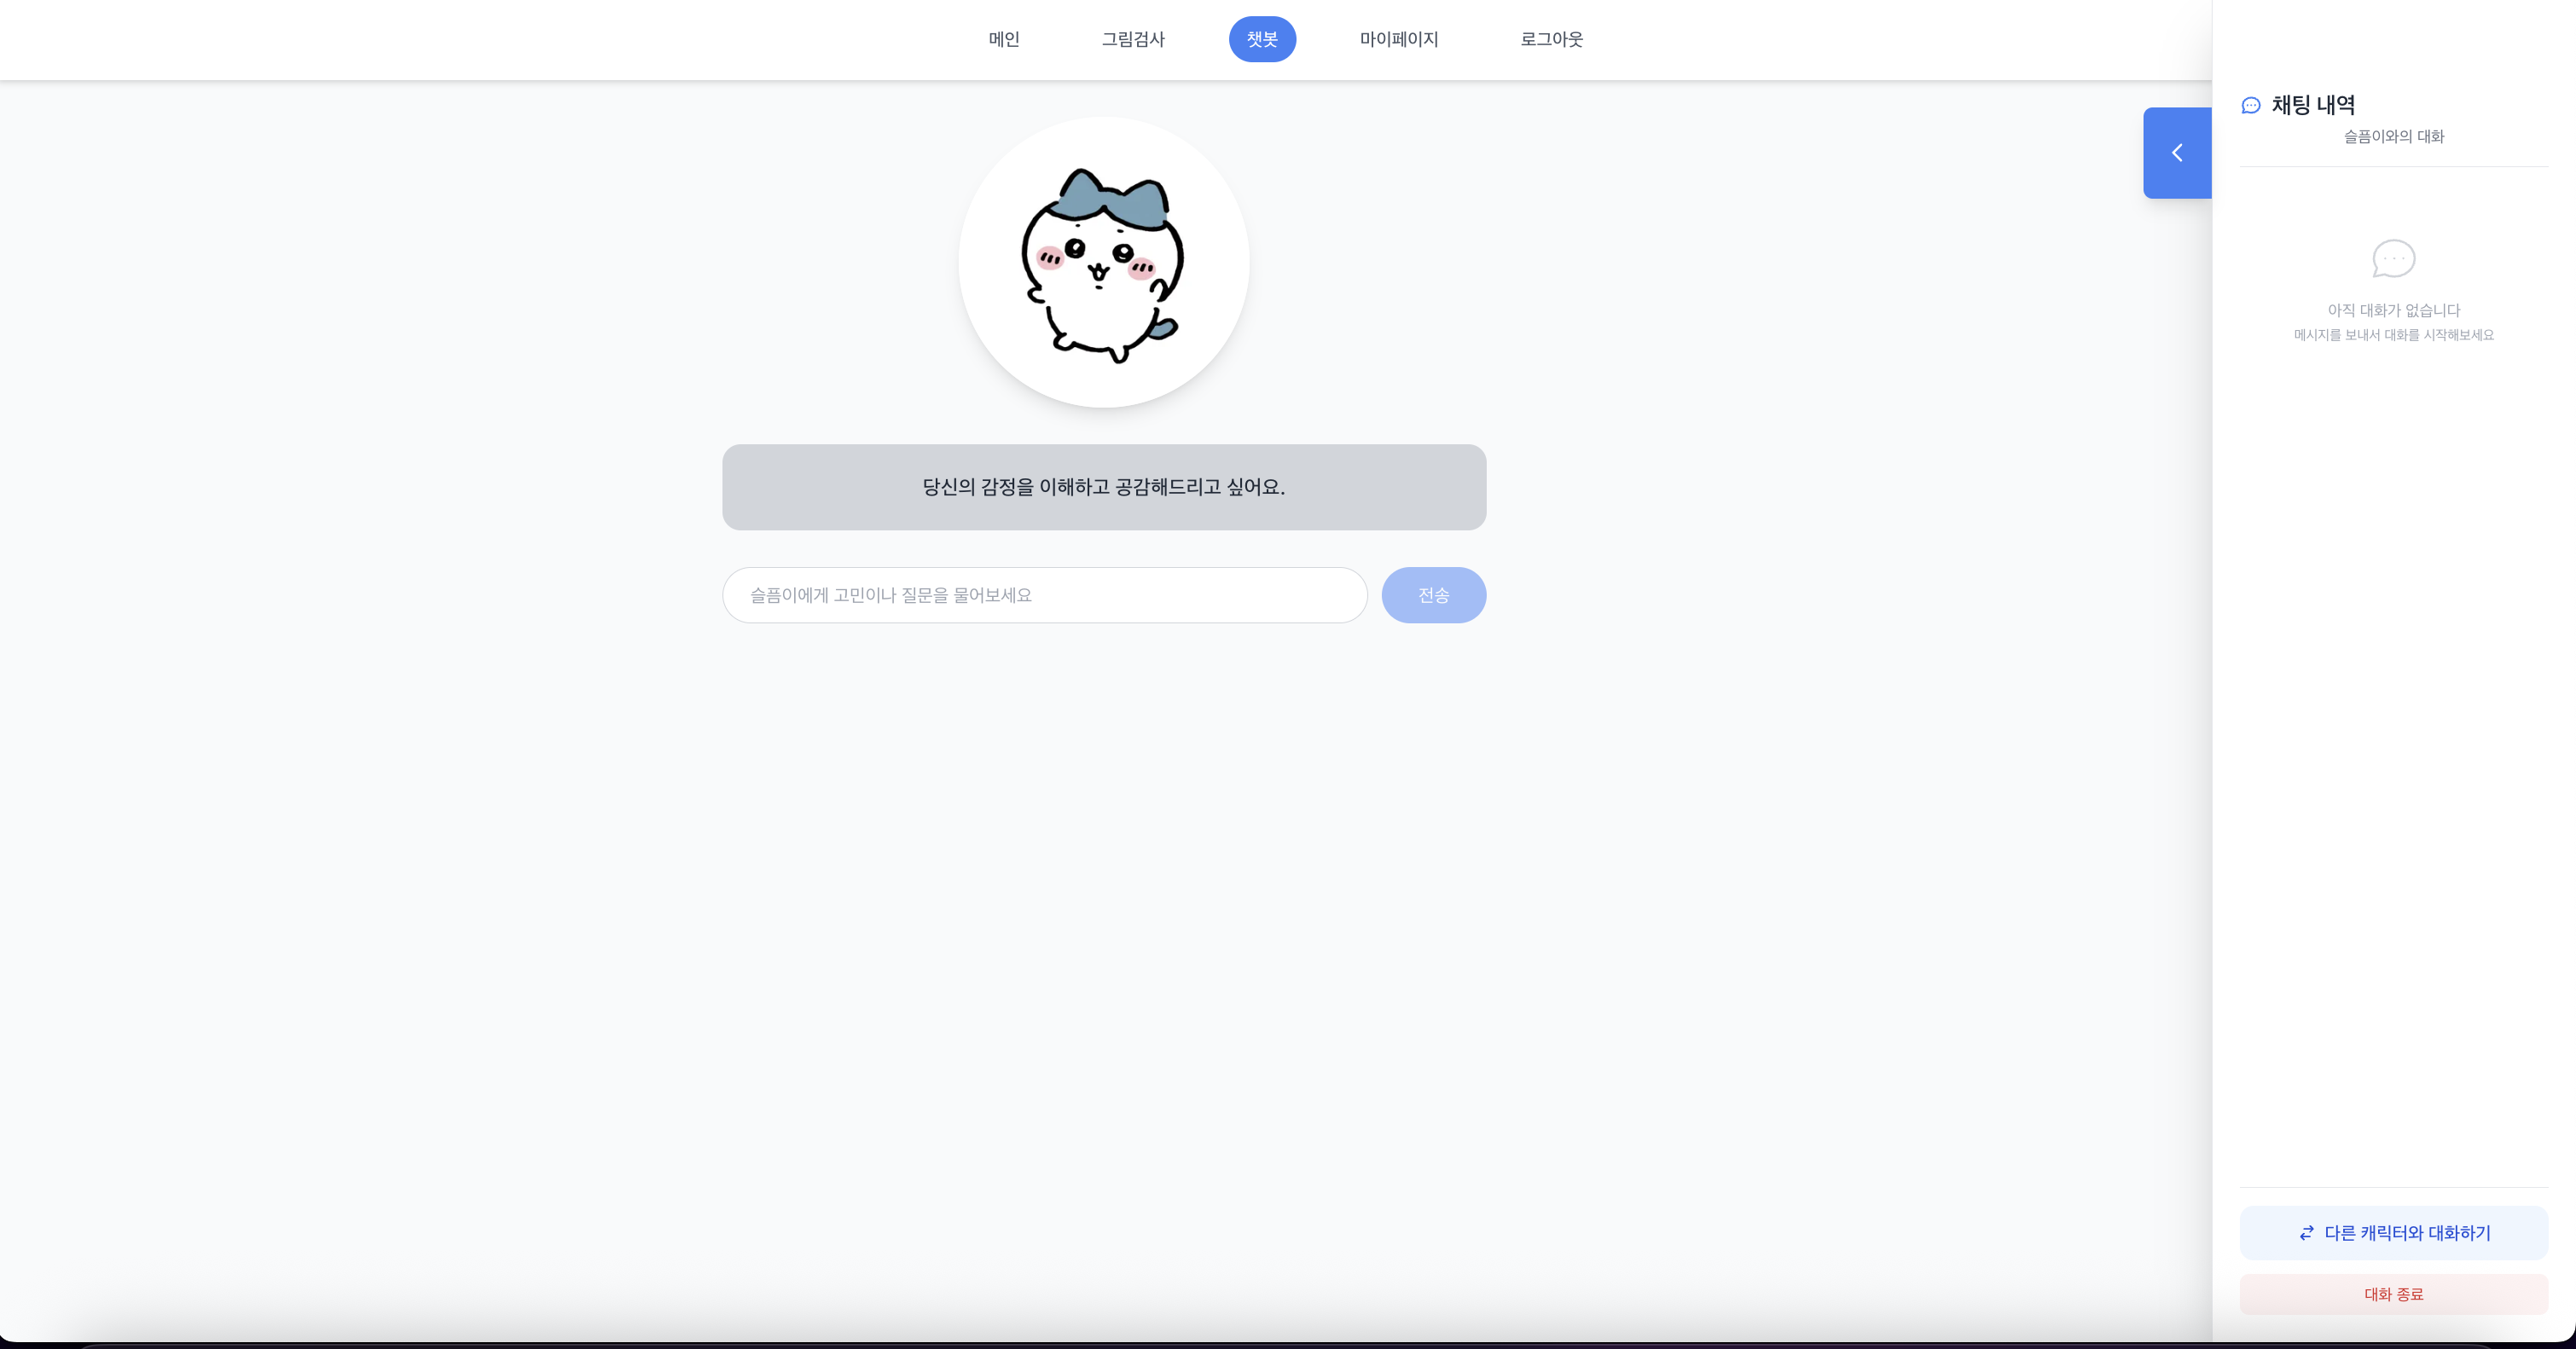 메인
그림검사
챗봇
마이페이지
로그아웃
채팅 내역
슬픔이와의 대화
아직 대화가 없습니다
메시지를 보내서 대화를 시작해보세요
당신의 감정을 이해하고 공감해드리고 싶어요.
슬픔이에게 고민이나 질문을 물어보세요
전송
다른 캐릭터와 대화하기
대화 종료